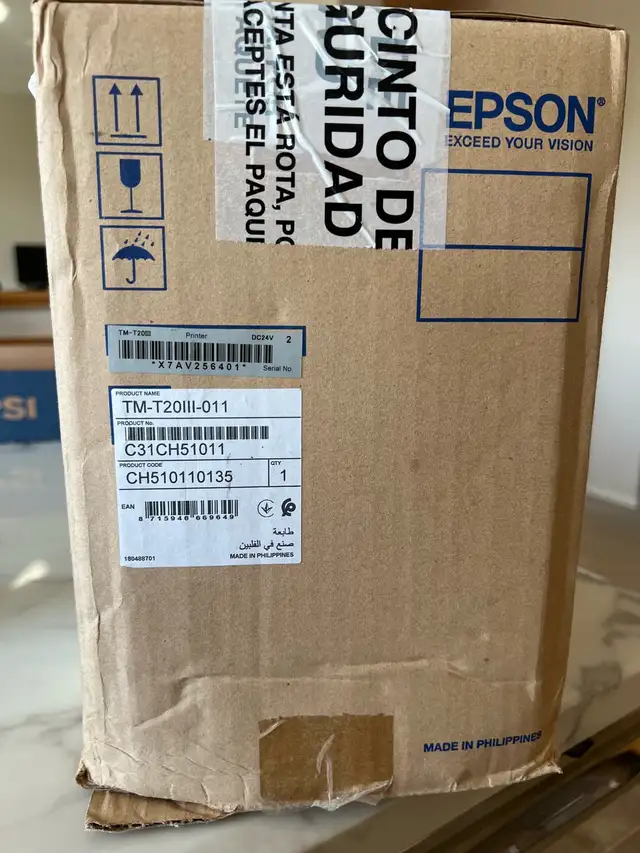 CINTO DE
GURIDAD
NTA ESTÁ ROTA, PO
ACEPTES EL PAQUE
EPSON®
EXCEED YOUR VISION
TM-T20III Printer DC24V 2
*X7AV256401* Serial No.
PRODUCT NAME
TM-T20III-011
PRODUCT No.
C31CH51011
PRODUCT CODE QTY
CH510110135 1
EAN
8 715946 669649
طابعة
صنع في الفلبين
180488701 MADE IN PHILIPPINES
SI
MADE IN PHILIPPINES